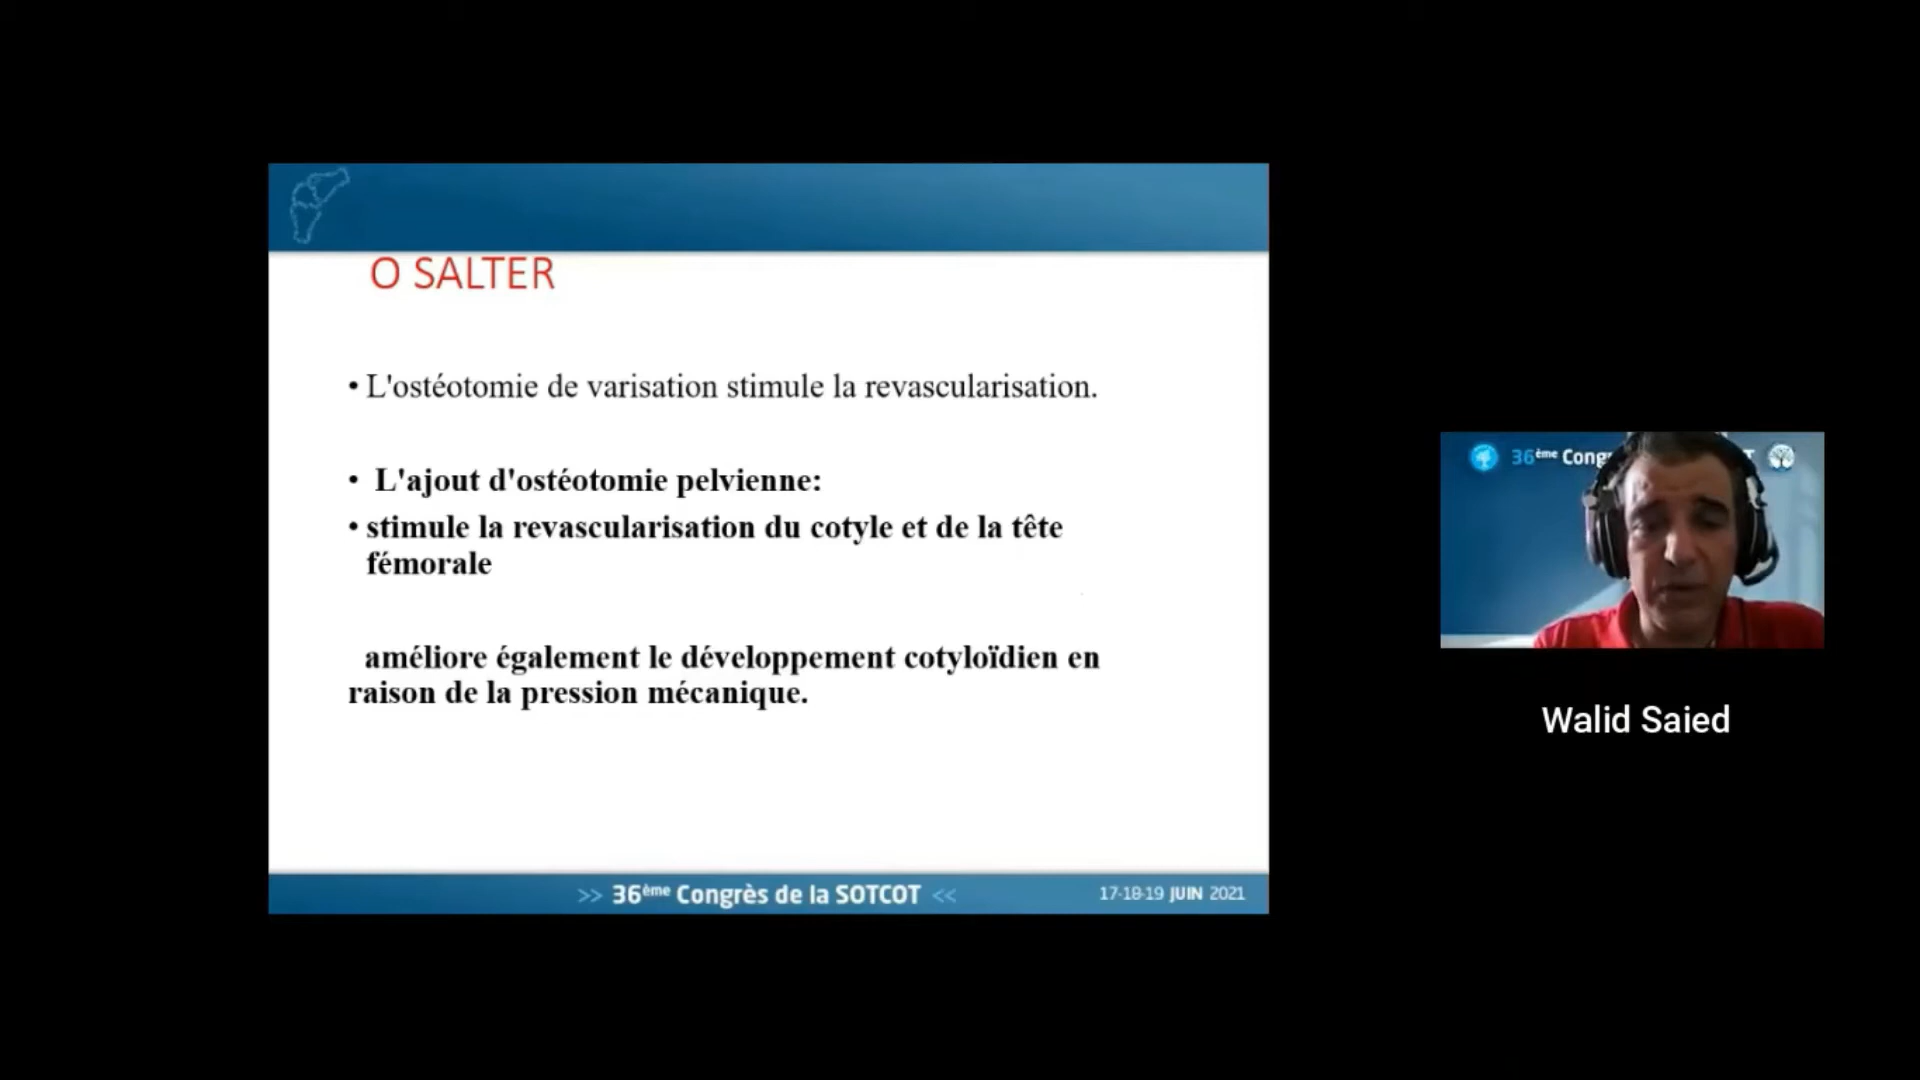 O SALTER
• L'ostéotomie de varisation stimule la revascularisation.
• L'ajout d'ostéotomie pelvienne:
• stimule la revascularisation du cotyle et de la tête
fémorale
améliore également le développement cotyloïdien en
raison de la pression mécanique.
>> 36ème Congrès de la SOTCOT <<
17-18-19 JUIN 2021
36ème
Walid Saied